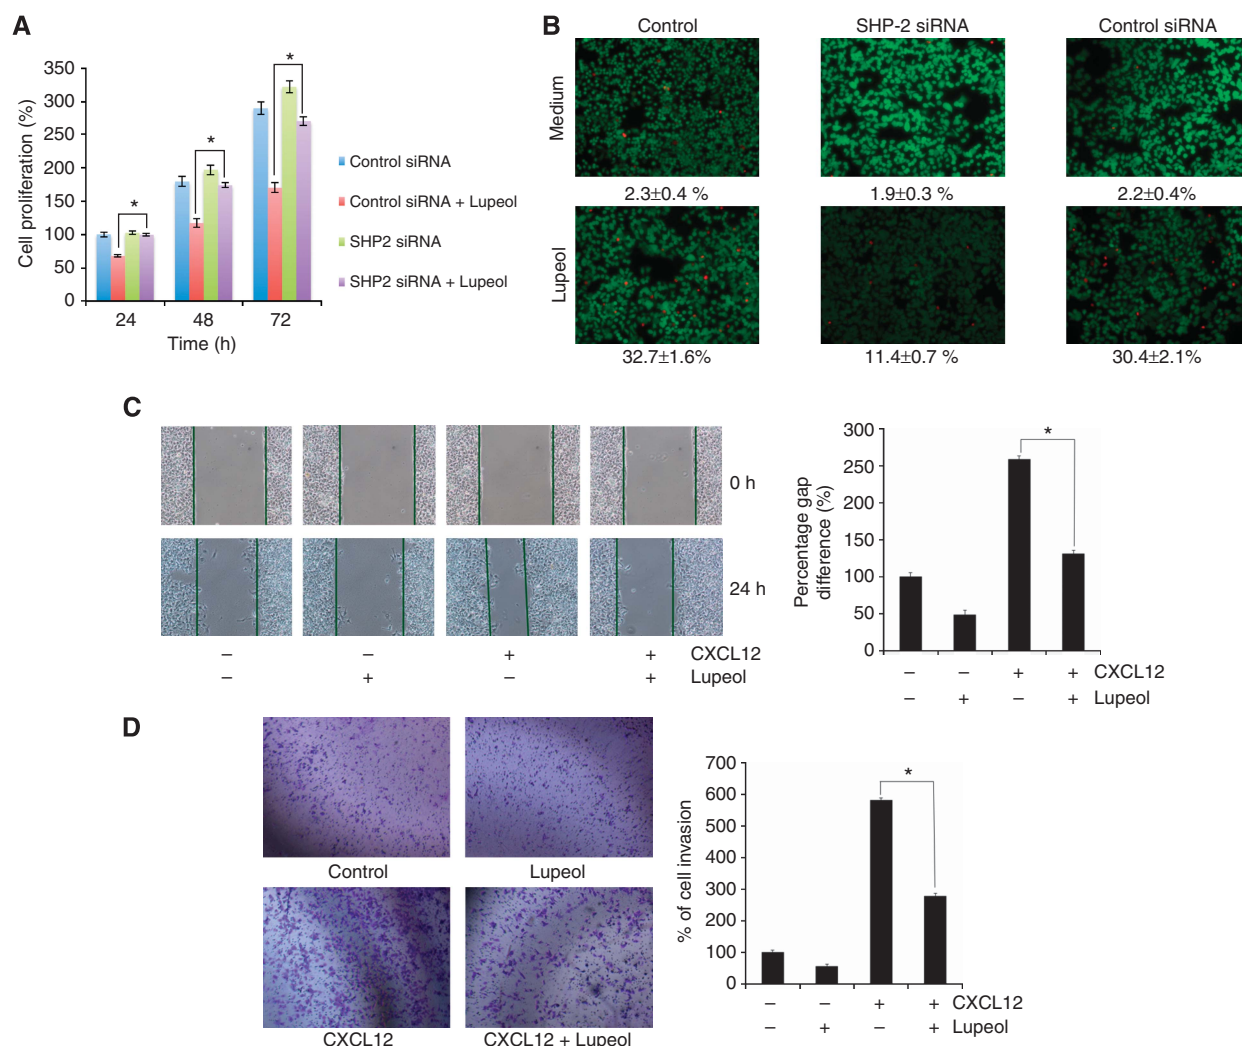 A
Cell proliferation (%)
350
300
250
200
150
100
50
0
*
*
*
24
48
72
Time (h)
Control siRNA
Control siRNA + Lupeol
SHP2 siRNA
SHP2 siRNA + Lupeol
B
Control
SHP-2 siRNA
Control siRNA
Medium
2.3±0.4 %
1.9±0.3 %
2.2±0.4%
Lupeol
32.7±1.6%
11.4±0.7 %
30.4±2.1%
C
0 h
24 h
– – + + CXCL12
– + – + Lupeol
Percentage gap
difference (%)
300
250
200
150
100
50
0
*
– – + + CXCL12
– + – + Lupeol
D
Control
Lupeol
CXCL12
CXCL12 + Lupeol
% of cell invasion
700
600
500
400
300
200
100
0
*
– – + + CXCL12
– + – + Lupeol